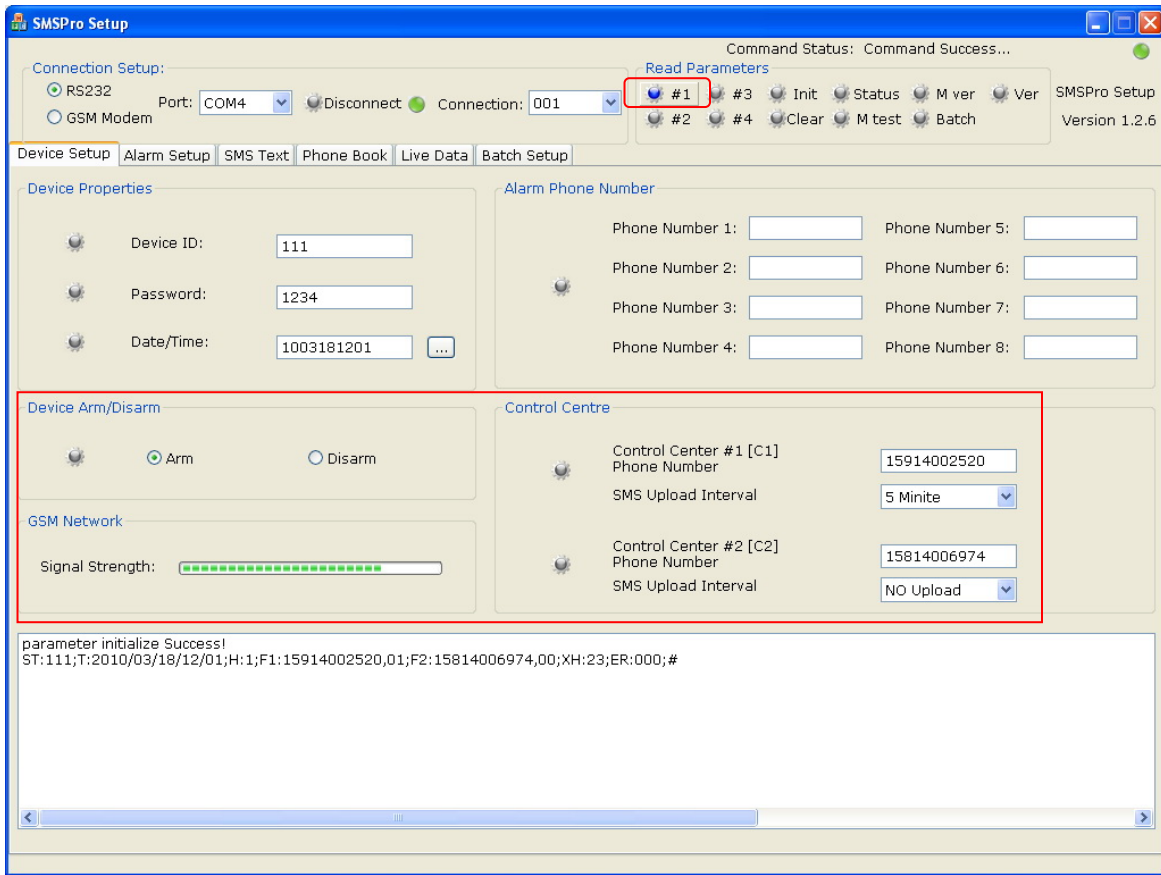 SMSPro Setup
Command Status: Command Success...
Connection Setup:
Read Parameters
RS232
GSM Modem
Port: COM4 Disconnect Connection: 001
#1 #3 Init Status M ver Ver
#2 #4 Clear M test Batch
SMSPro Setup
Version 1.2.6
Device Setup Alarm Setup SMS Text Phone Book Live Data Batch Setup
Device Properties
Device ID: 111
Password: 1234
Date/Time: 1003181201 ...
Alarm Phone Number
Phone Number 1: Phone Number 5:
Phone Number 2: Phone Number 6:
Phone Number 3: Phone Number 7:
Phone Number 4: Phone Number 8:
Device Arm/Disarm
Arm Disarm
GSM Network
Signal Strength:
Control Centre
Control Center #1 [C1]
Phone Number 15914002520
SMS Upload Interval 5 Minite
Control Center #2 [C2]
Phone Number 15814006974
SMS Upload Interval NO Upload
parameter initialize Success!
ST:111;T:2010/03/18/12/01;H:1;F1:15914002520,01;F2:15814006974,00;XH:23;ER:000;#